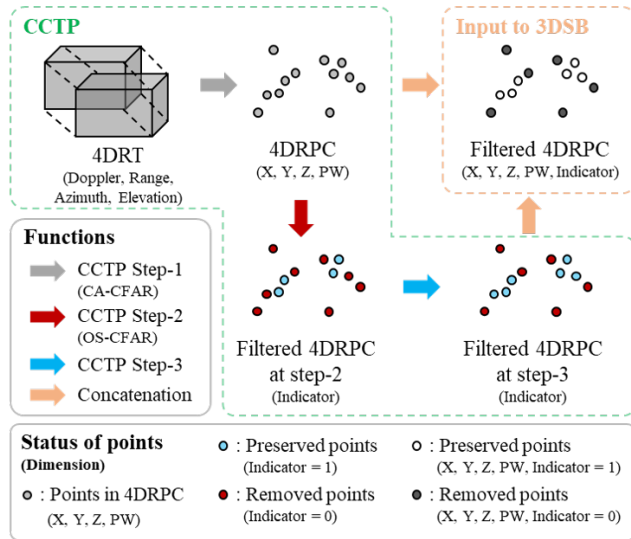 CCTP
Input to 3DSB
4DRT
(Doppler, Range,
Azimuth, Elevation)
4DRPC
(X, Y, Z, PW)
Filtered 4DRPC
(X, Y, Z, PW, Indicator)
Functions
CCTP Step-1
(CA-CFAR)
CCTP Step-2
(OS-CFAR)
CCTP Step-3
Concatenation
Filtered 4DRPC
at step-2
(Indicator)
Filtered 4DRPC
at step-3
(Indicator)
Status of points
(Dimension)
: Points in 4DRPC
(X, Y, Z, PW)
: Preserved points
(Indicator = 1)
: Removed points
(Indicator = 0)
: Preserved points
(X, Y, Z, PW, Indicator = 1)
: Removed points
(X, Y, Z, PW, Indicator = 0)